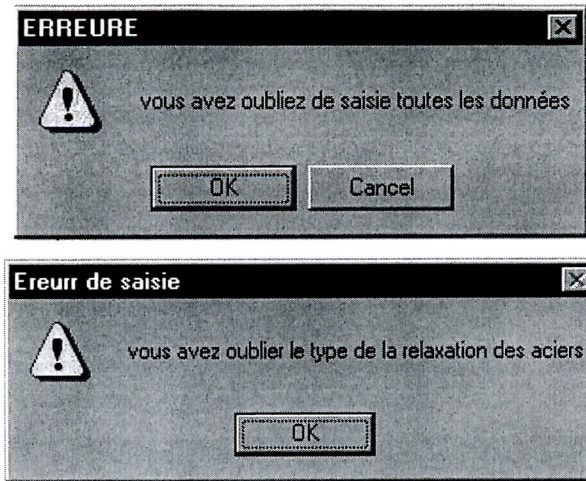 ERREURE
vous avez oubliez de saisie toutes les données
OK Cancel
Ereurr de saisie
vous avez oublier le type de la relaxation des aciers
OK